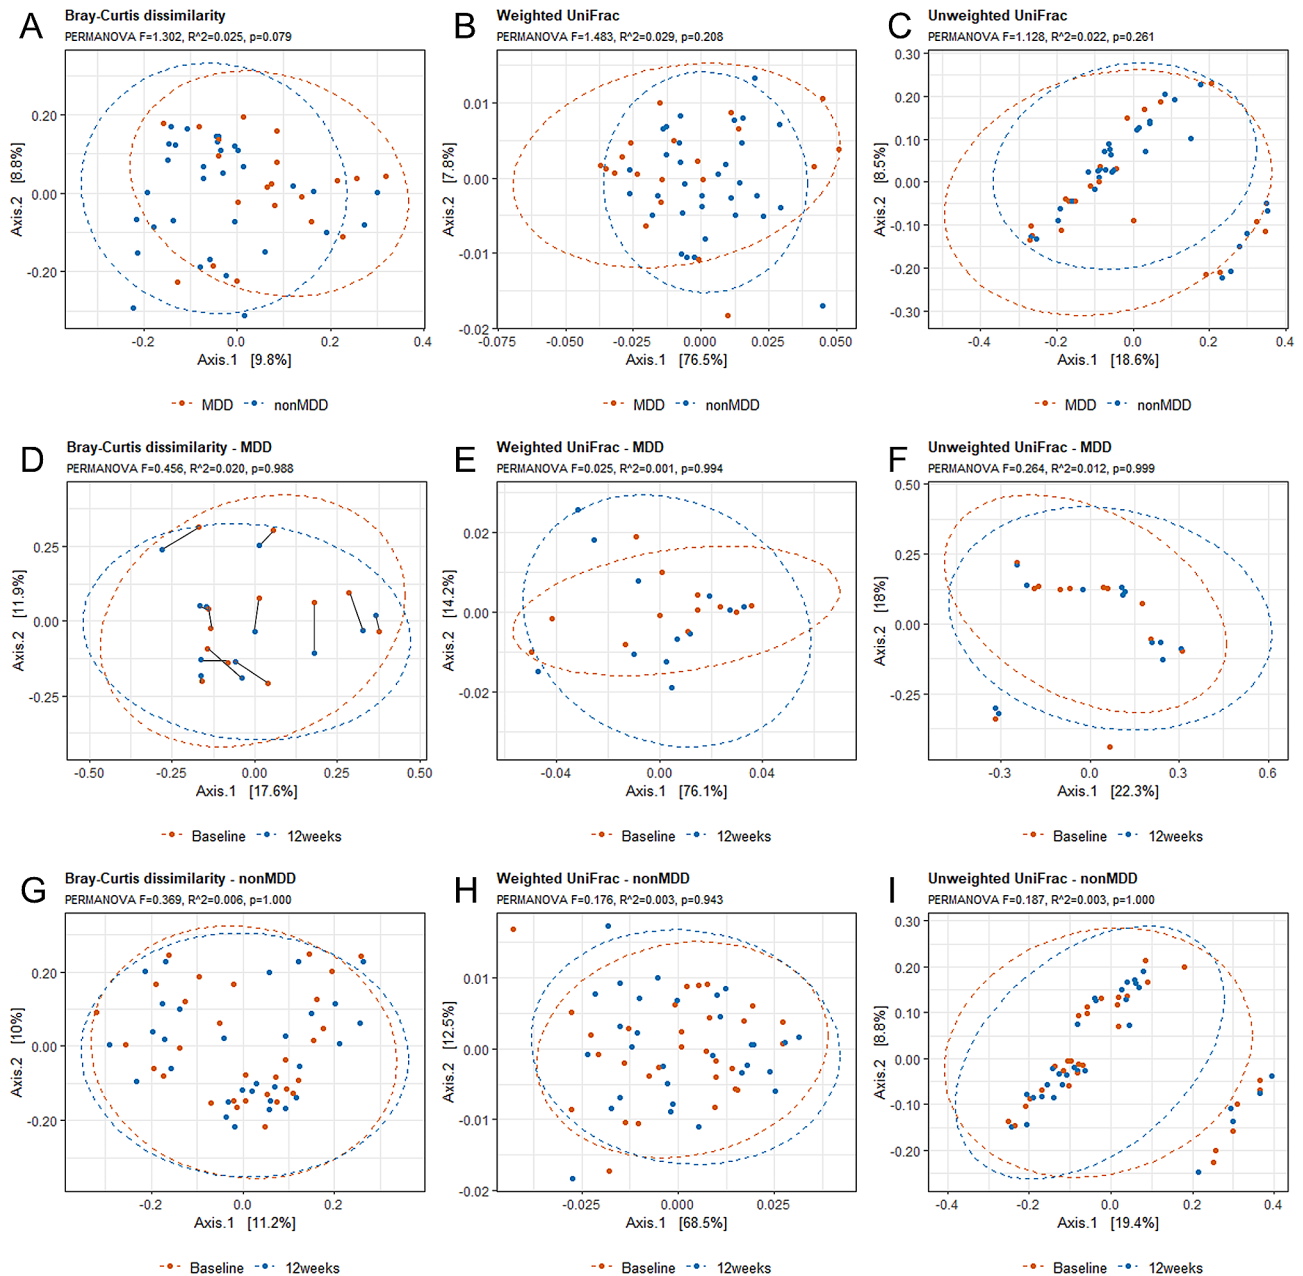 A
Bray-Curtis dissimilarity
PERMANOVA F=1.302, R^2=0.025, p=0.079
0.20
0.00
-0.20
Axis.2 [8.8%]
-0.2
0.0
0.2
0.4
Axis.1 [9.8%]
MDD nonMDD
B
Weighted UniFrac
PERMANOVA F=1.483, R^2=0.029, p=0.208
0.01
0.00
-0.01
-0.02
Axis.2 [7.8%]
-0.075
-0.050
-0.025
0.000
0.025
0.050
Axis.1 [76.5%]
MDD nonMDD
C
Unweighted UniFrac
PERMANOVA F=1.128, R^2=0.022, p=0.261
0.30
0.20
0.10
0.00
-0.10
-0.20
-0.30
Axis.2 [8.5%]
-0.4
-0.2
0.0
0.2
0.4
Axis.1 [18.6%]
MDD nonMDD
D
Bray-Curtis dissimilarity - MDD
PERMANOVA F=0.456, R^2=0.020, p=0.988
0.25
0.00
-0.25
Axis.2 [11.9%]
-0.50
-0.25
0.00
0.25
0.50
Axis.1 [17.6%]
Baseline 12weeks
E
Weighted UniFrac - MDD
PERMANOVA F=0.025, R^2=0.001, p=0.994
0.02
0.00
-0.02
Axis.2 [14.2%]
-0.04
0.00
0.04
Axis.1 [76.1%]
Baseline 12weeks
F
Unweighted UniFrac - MDD
PERMANOVA F=0.264, R^2=0.012, p=0.999
0.50
0.25
0.00
-0.25
Axis.2 [18%]
-0.3
0.0
0.3
0.6
Axis.1 [22.3%]
Baseline 12weeks
G
Bray-Curtis dissimilarity - nonMDD
PERMANOVA F=0.369, R^2=0.006, p=1.000
0.20
0.00
-0.20
Axis.2 [10%]
-0.2
0.0
0.2
Axis.1 [11.2%]
Baseline 12weeks
H
Weighted UniFrac - nonMDD
PERMANOVA F=0.176, R^2=0.003, p=0.943
0.01
0.00
-0.01
-0.02
Axis.2 [12.5%]
-0.025
0.000
0.025
Axis.1 [68.5%]
Baseline 12weeks
I
Unweighted UniFrac - nonMDD
PERMANOVA F=0.187, R^2=0.003, p=1.000
0.30
0.20
0.10
0.00
-0.10
-0.20
Axis.2 [8.8%]
-0.4
-0.2
0.0
0.2
0.4
Axis.1 [19.4%]
Baseline 12weeks